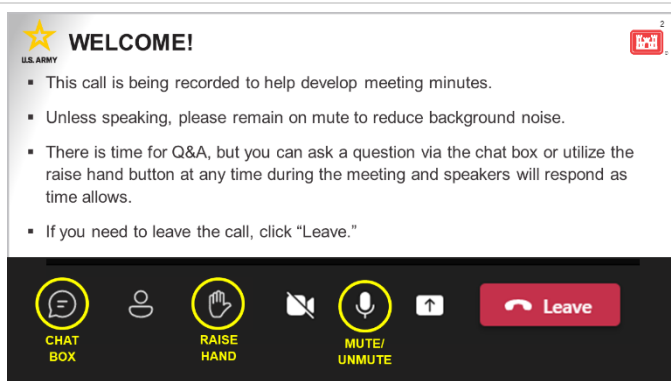 2
WELCOME!
U.S. ARMY
▪ This call is being recorded to help develop meeting minutes.
▪ Unless speaking, please remain on mute to reduce background noise.
▪ There is time for Q&A, but you can ask a question via the chat box or utilize the
raise hand button at any time during the meeting and speakers will respond as
time allows.
▪ If you need to leave the call, click “Leave.”
Leave
CHAT
BOX
RAISE
HAND
MUTE/
UNMUTE